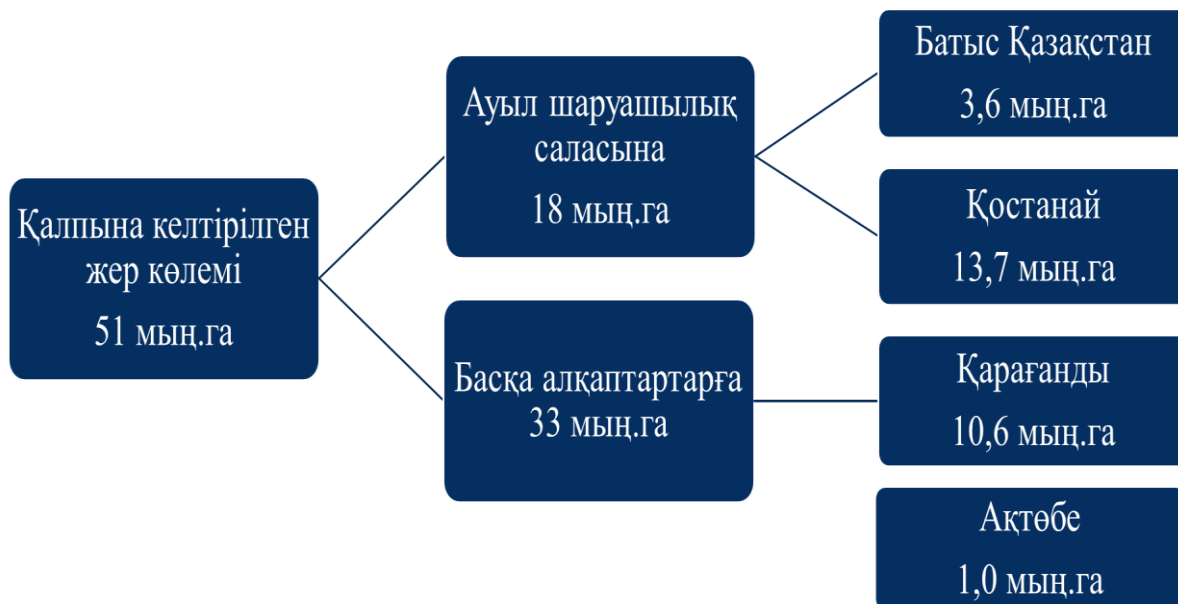 Қалпына келтірілген
жер көлемі
51 мың.га
Ауыл шаруашылық
саласына
18 мың.га
Басқа алқаптартарға
33 мың.га
Батыс Қазақстан
3,6 мың.га
Қостанай
13,7 мың.га
Қарағанды
10,6 мың.га
Ақтөбе
1,0 мың.га